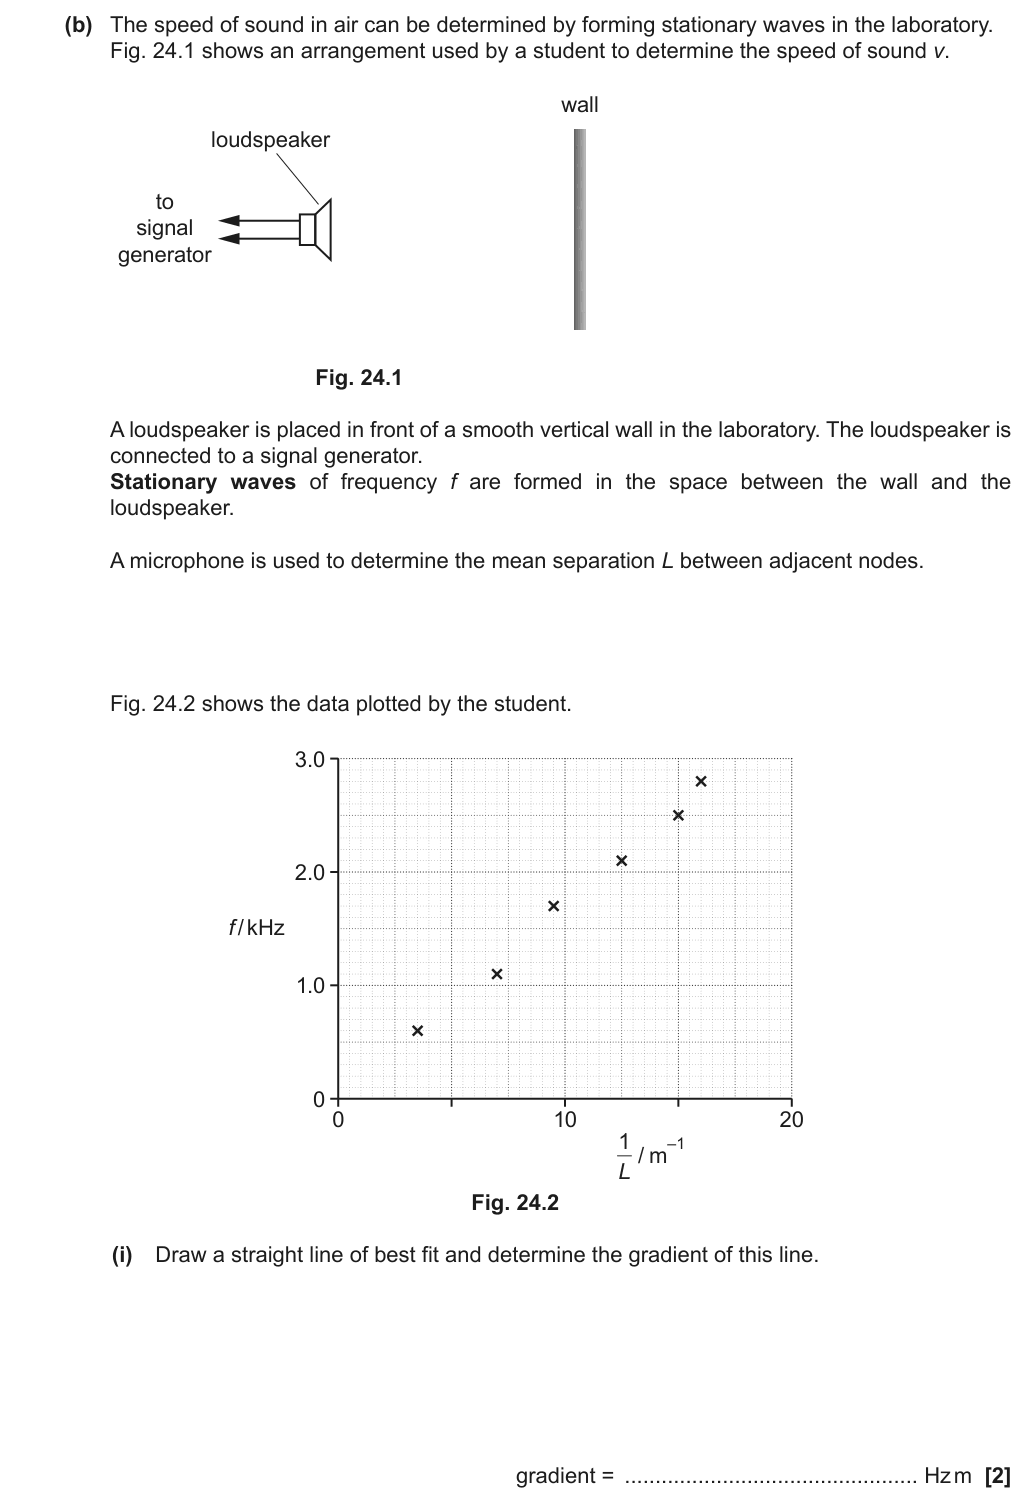 (b) The speed of sound in air can be determined by forming stationary waves in the laboratory.
Fig. 24.1 shows an arrangement used by a student to determine the speed of sound v.
wall
loudspeaker
to
signal
generator
Fig. 24.1
A loudspeaker is placed in front of a smooth vertical wall in the laboratory. The loudspeaker is
connected to a signal generator.
Stationary waves of frequency f are formed in the space between the wall and the
loudspeaker.
A microphone is used to determine the mean separation L between adjacent nodes.
Fig. 24.2 shows the data plotted by the student.
3.0
2.0
f/kHz
1.0
0
0 10 20
1/L / m⁻¹
Fig. 24.2
(i) Draw a straight line of best fit and determine the gradient of this line.
gradient = ................................................ Hz m [2]